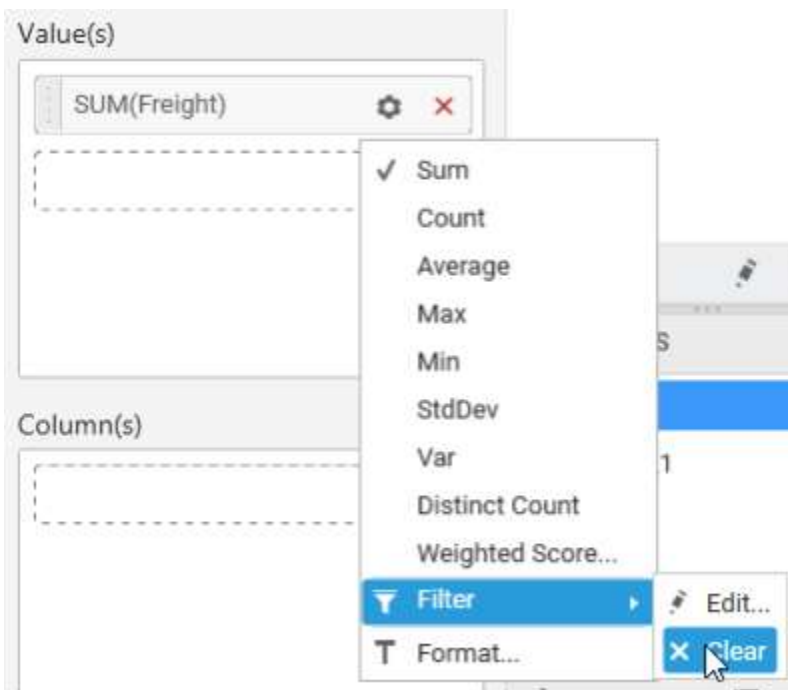 Value(s)
SUM(Freight)
Sum
Count
Average
Max
Min
S
StdDev
Column(s)
Var
1
Distinct Count
Weighted Score...
Filter
Edit...
Format...
Clear